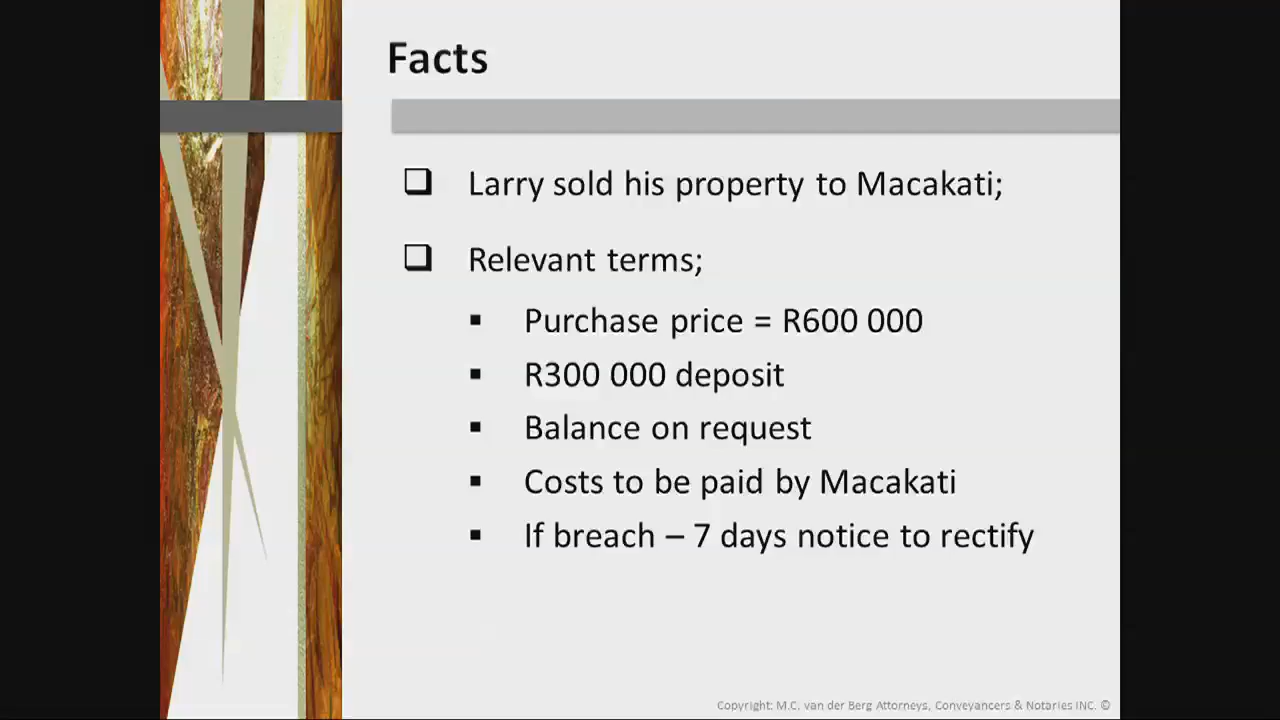 Facts
Larry sold his property to Macakati;
Relevant terms;
Purchase price = R600 000
R300 000 deposit
Balance on request
Costs to be paid by Macakati
If breach – 7 days notice to rectify
Copyright: M.C. van der Berg Attorneys, Conveyancers & Notaries INC. ©